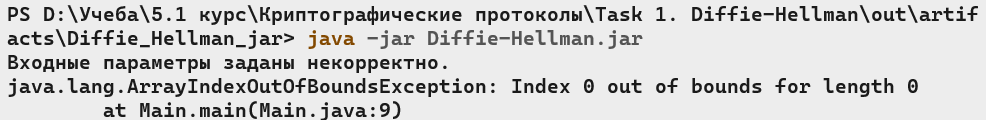 PS D:\Учеба\5.1 курс\Криптографические протоколы\Task 1. Diffie-Hellman\out\artif
acts\Diffie_Hellman_jar> java -jar Diffie-Hellman.jar
Входные параметры заданы некорректно.
java.lang.ArrayIndexOutOfBoundsException: Index 0 out of bounds for length 0
        at Main.main(Main.java:9)